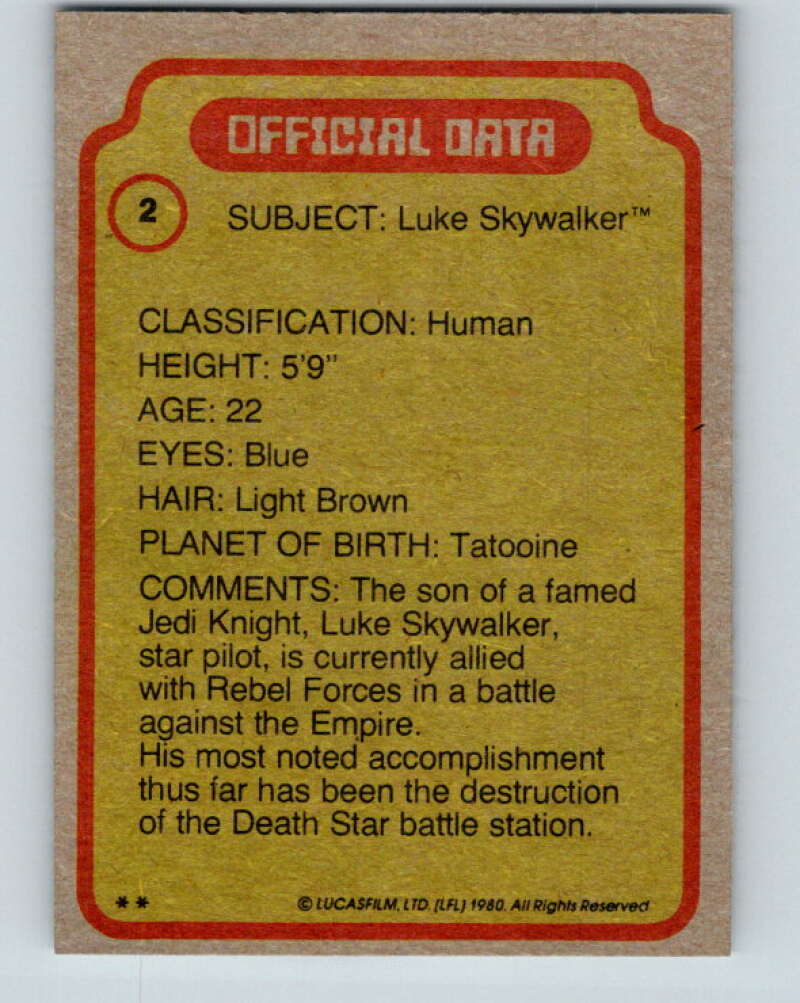 OFFICIAL DATA
2
SUBJECT: Luke Skywalker™
CLASSIFICATION: Human
HEIGHT: 5'9"
AGE: 22
EYES: Blue
HAIR: Light Brown
PLANET OF BIRTH: Tatooine
COMMENTS: The son of a famed
Jedi Knight, Luke Skywalker,
star pilot, is currently allied
with Rebel Forces in a battle
against the Empire.
His most noted accomplishment
thus far has been the destruction
of the Death Star battle station.
** © LUCASFILM, LTD. [LFL] 1980. All Rights Reserved